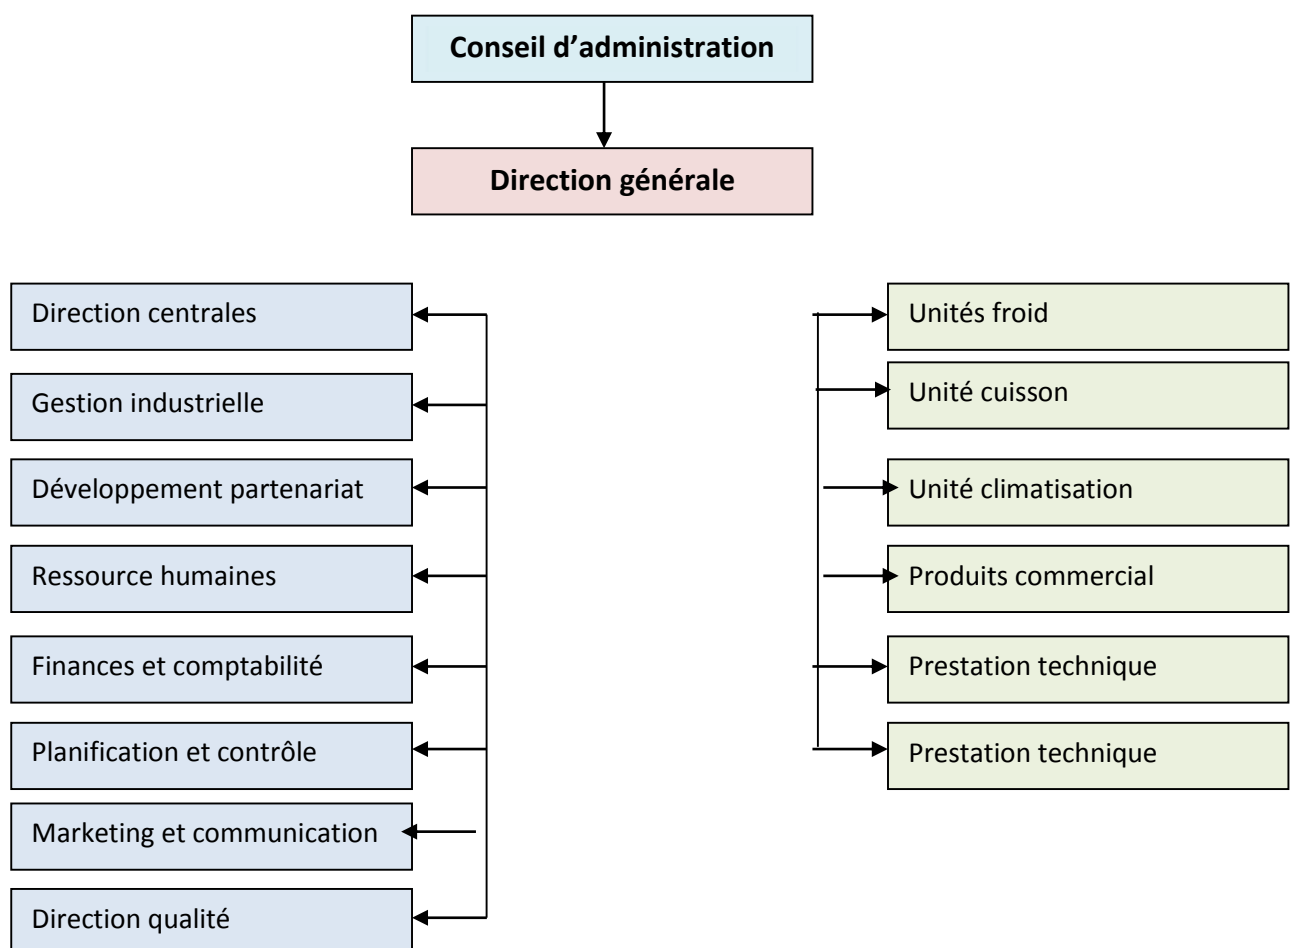 Conseil d’administration
Direction générale
Direction centrales
Gestion industrielle
Développement partenariat
Ressource humaines
Finances et comptabilité
Planification et contrôle
Marketing et communication
Direction qualité
Unités froid
Unité cuisson
Unité climatisation
Produits commercial
Prestation technique
Prestation technique